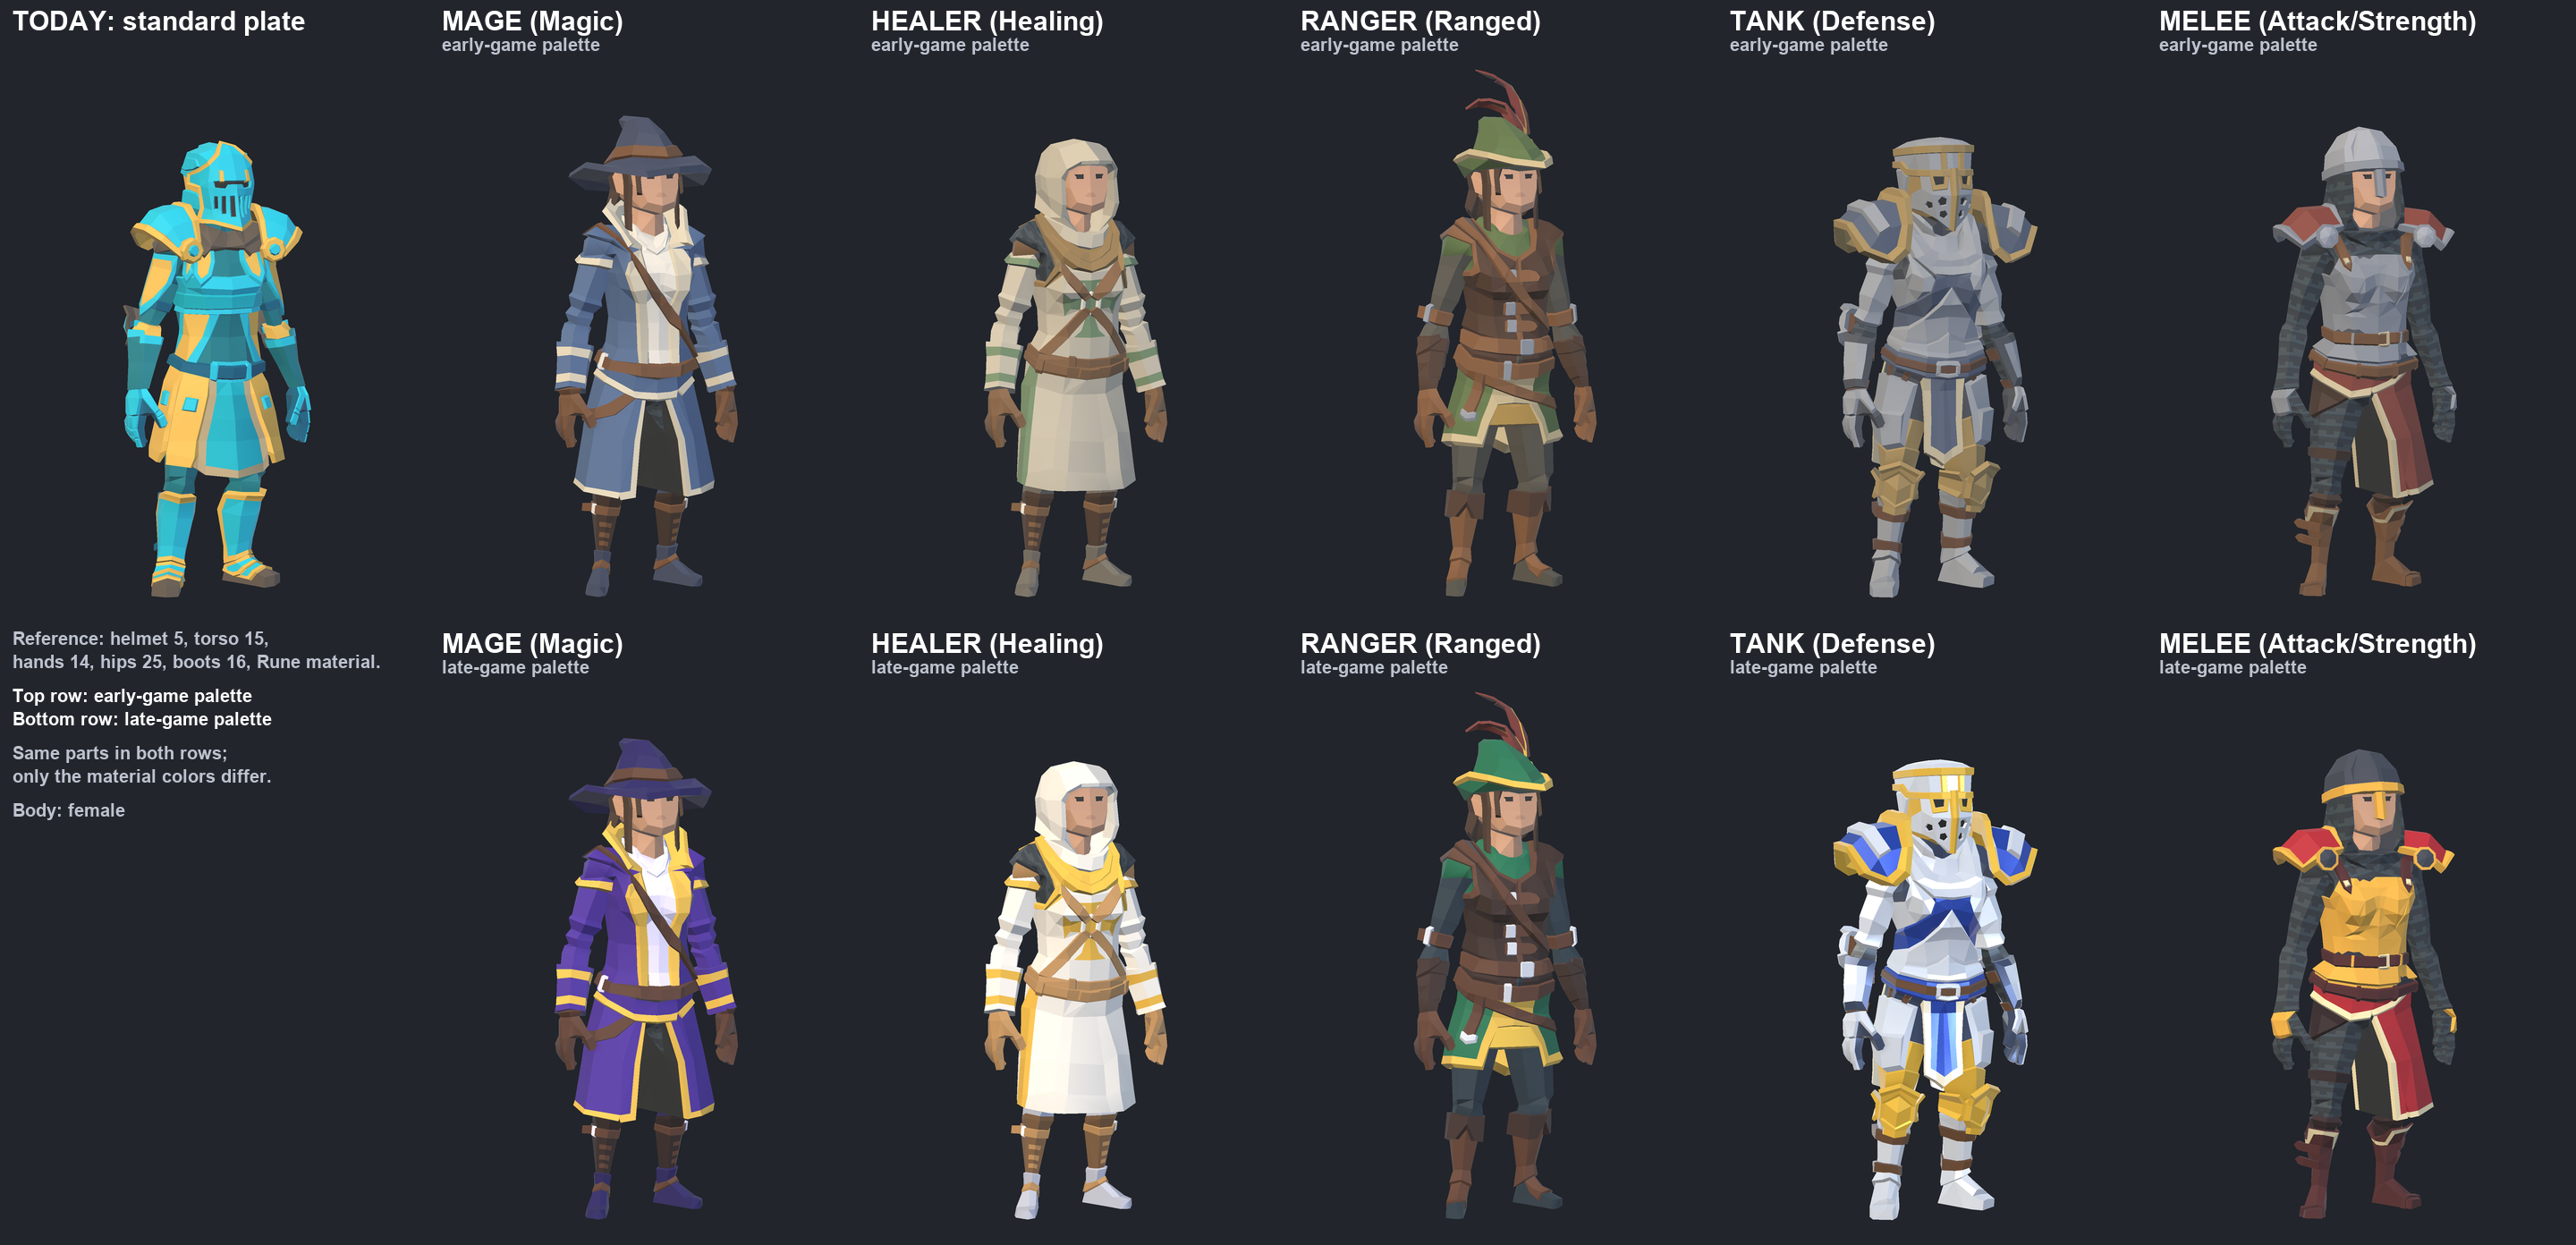 TODAY: standard plate
MAGE (Magic)
early-game palette
HEALER (Healing)
early-game palette
RANGER (Ranged)
early-game palette
TANK (Defense)
early-game palette
MELEE (Attack/Strength)
early-game palette
Reference: helmet 5, torso 15,
hands 14, hips 25, boots 16, Rune material.
Top row: early-game palette
Bottom row: late-game palette
Same parts in both rows;
only the material colors differ.
Body: female
MAGE (Magic)
late-game palette
HEALER (Healing)
late-game palette
RANGER (Ranged)
late-game palette
TANK (Defense)
late-game palette
MELEE (Attack/Strength)
late-game palette